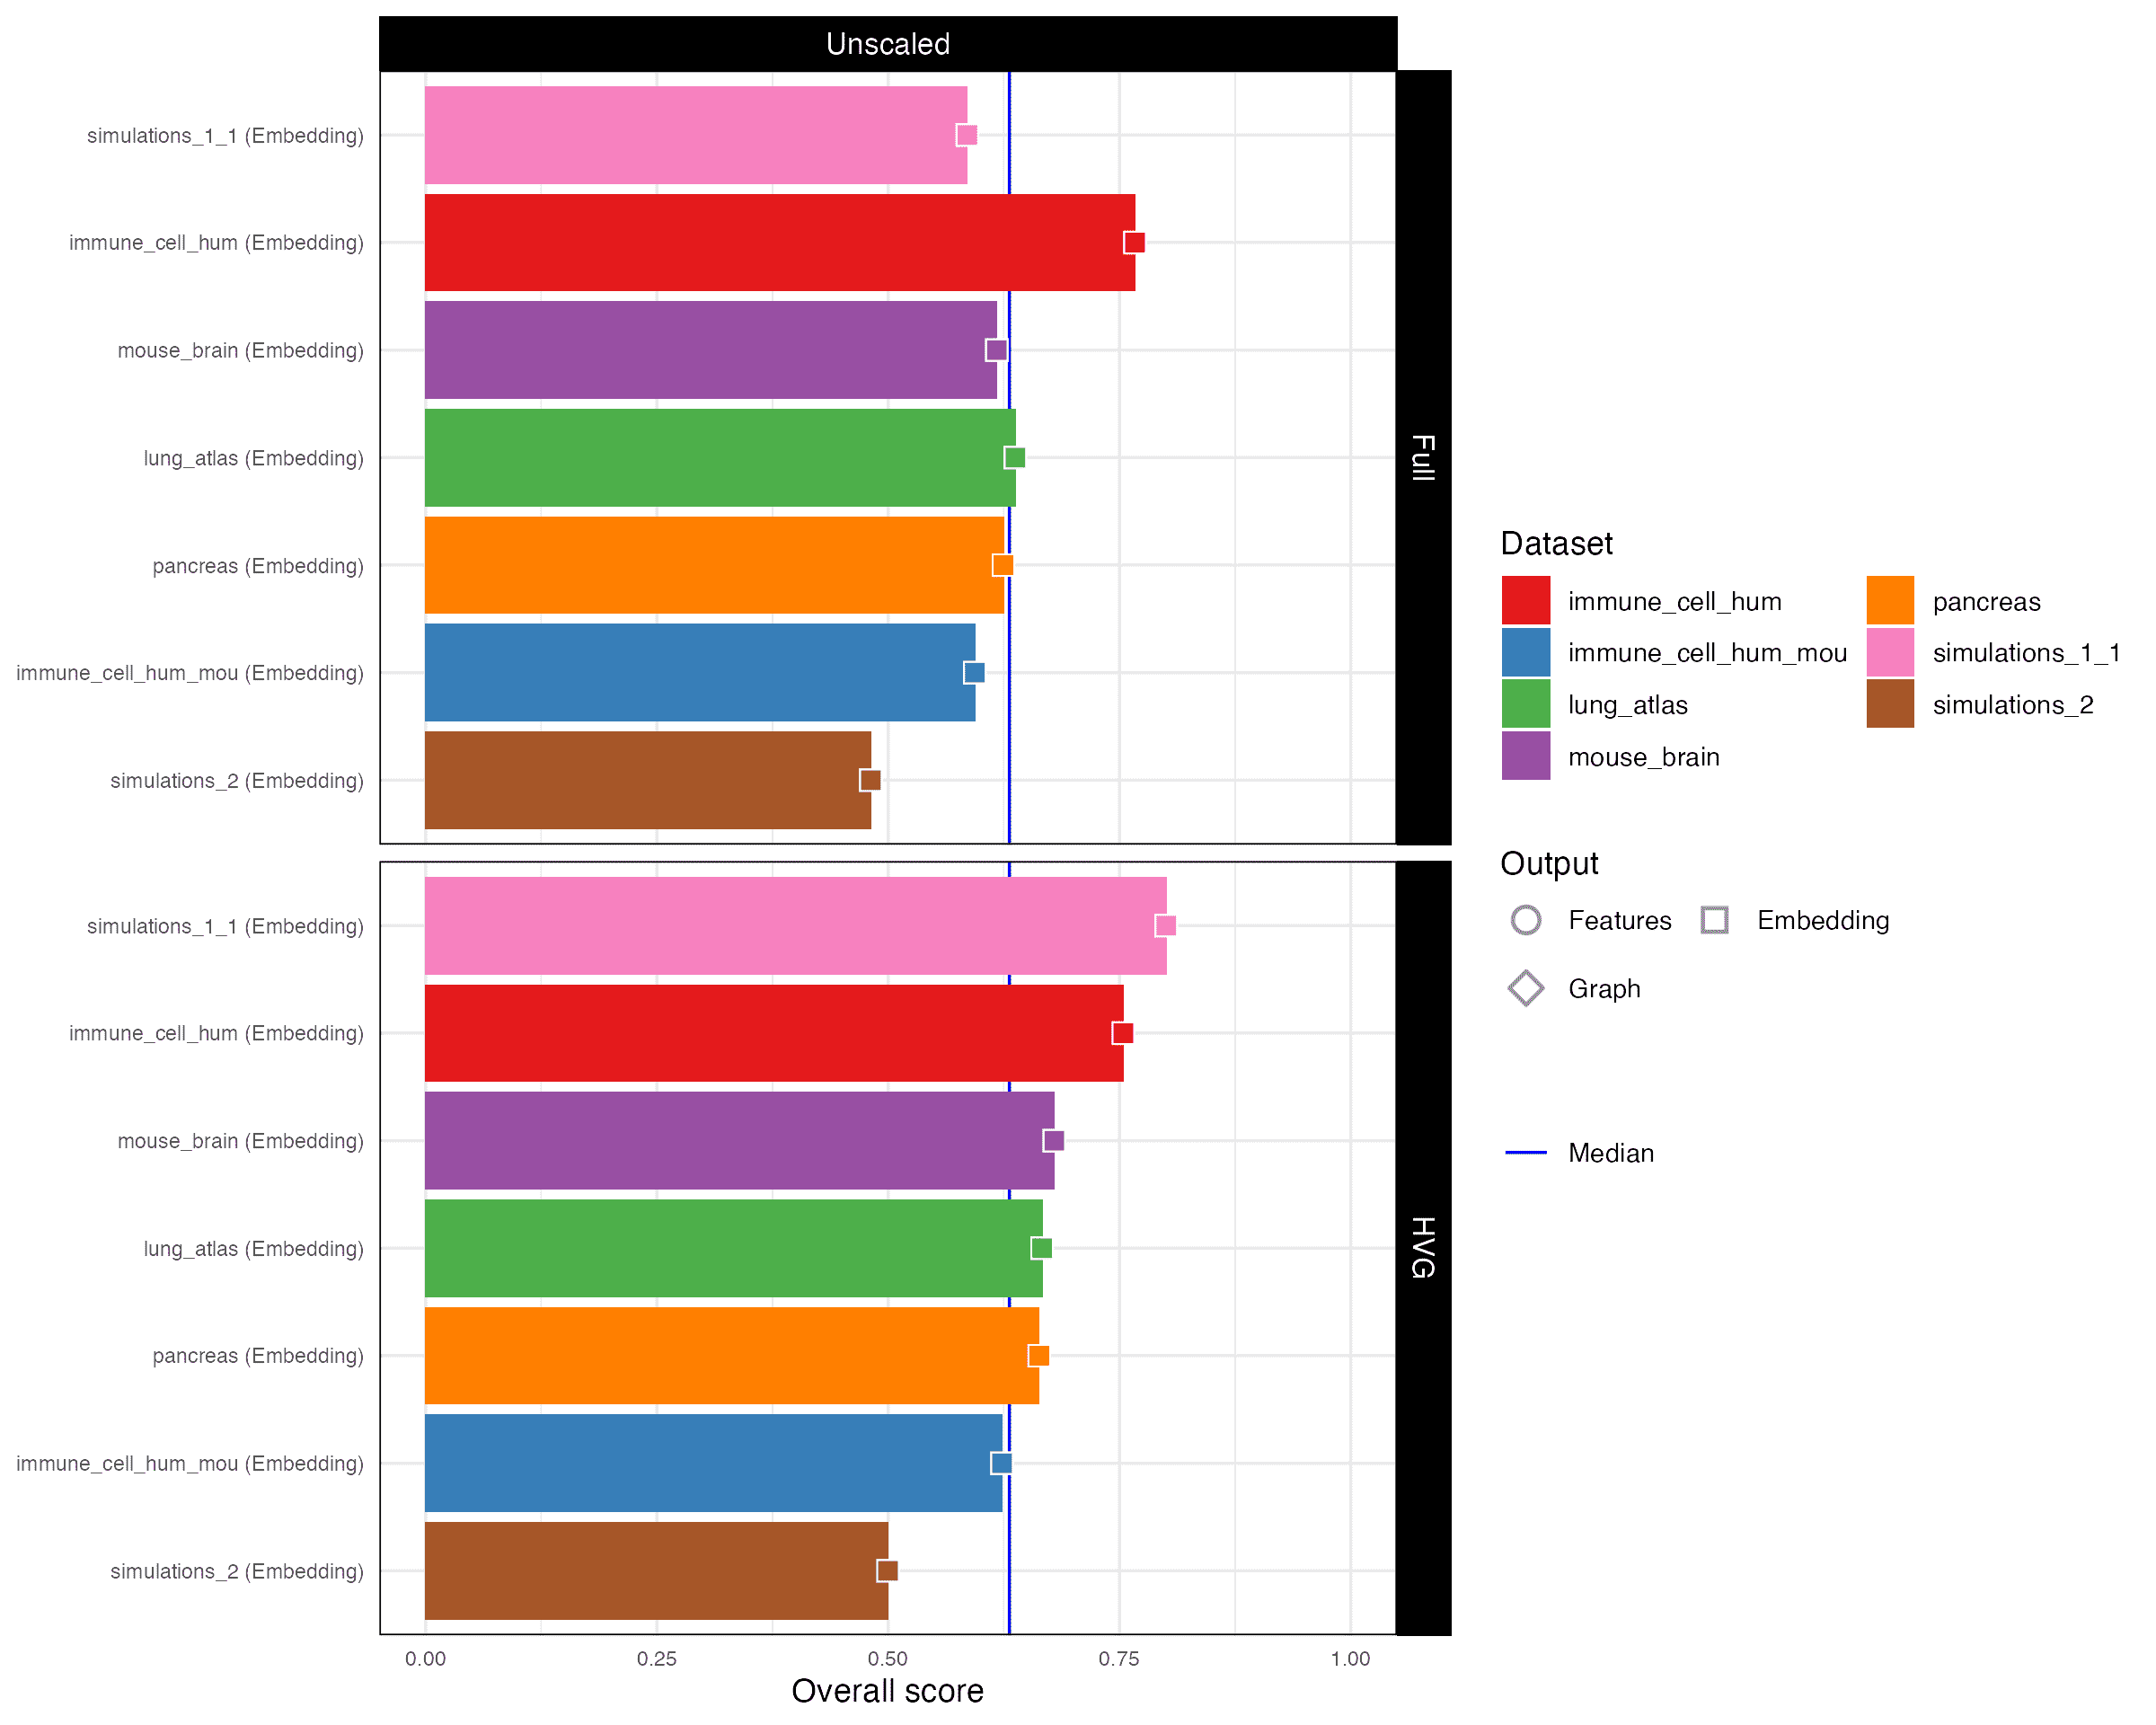 Unscaled
simulations_1_1 (Embedding)
immune_cell_hum (Embedding)
mouse_brain (Embedding)
lung_atlas (Embedding)
pancreas (Embedding)
immune_cell_hum_mou (Embedding)
simulations_2 (Embedding)
Full
simulations_1_1 (Embedding)
immune_cell_hum (Embedding)
mouse_brain (Embedding)
lung_atlas (Embedding)
pancreas (Embedding)
immune_cell_hum_mou (Embedding)
simulations_2 (Embedding)
HVG
0.00 0.25 0.50 0.75 1.00
Overall score
Dataset
immune_cell_hum
immune_cell_hum_mou
lung_atlas
mouse_brain
pancreas
simulations_1_1
simulations_2
Output
Features
Embedding
Graph
Median